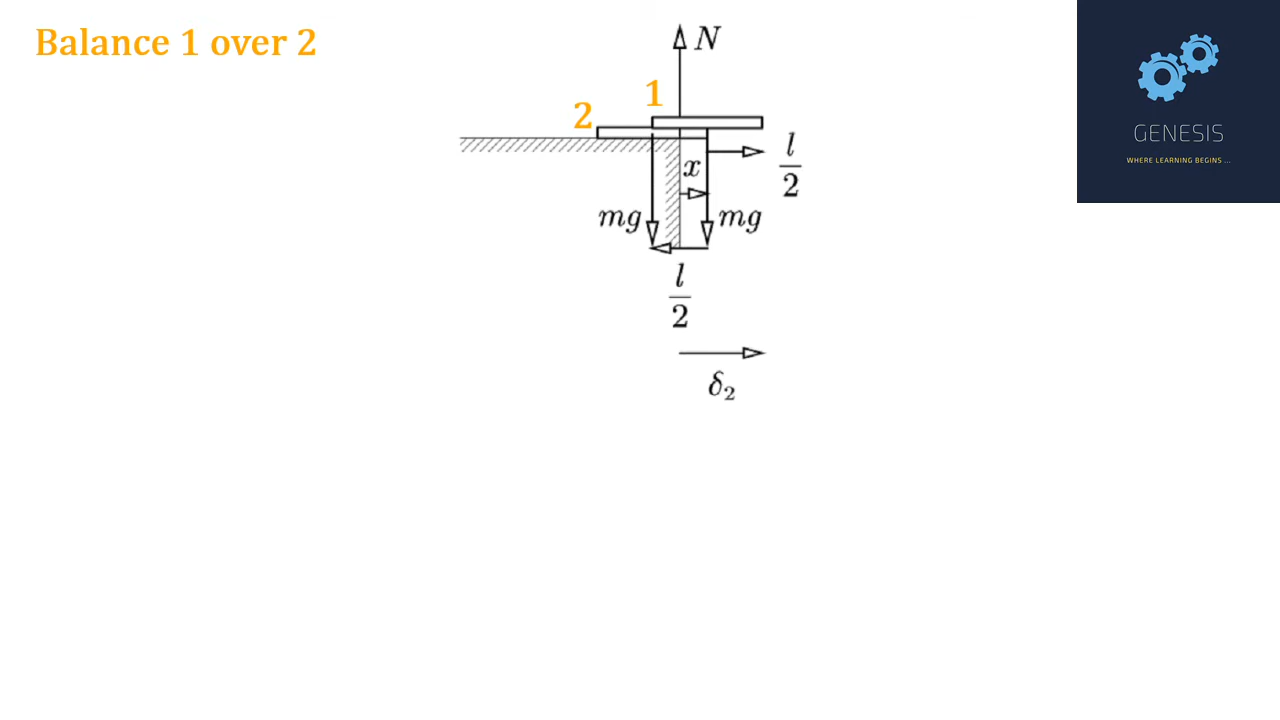 Balance 1 over 2
N
1
2
l
2
x
mg
mg
l
2
δ₂
GENESIS
WHERE LEARNING BEGINS ...